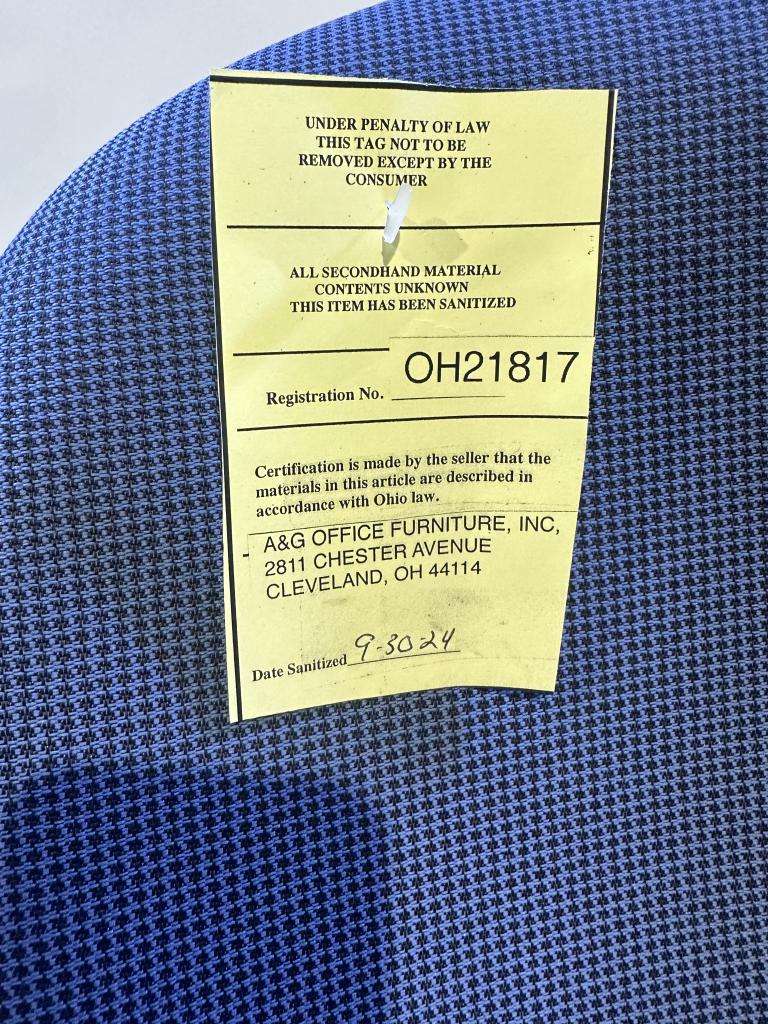 UNDER PENALTY OF LAW
THIS TAG NOT TO BE
REMOVED EXCEPT BY THE
CONSUMER
ALL SECONDHAND MATERIAL
CONTENTS UNKNOWN
THIS ITEM HAS BEEN SANITIZED
Registration No. OH21817
Certification is made by the seller that the
materials in this article are described in
accordance with Ohio law.
A&G OFFICE FURNITURE, INC,
2811 CHESTER AVENUE
CLEVELAND, OH 44114
Date Sanitized 9-30-24